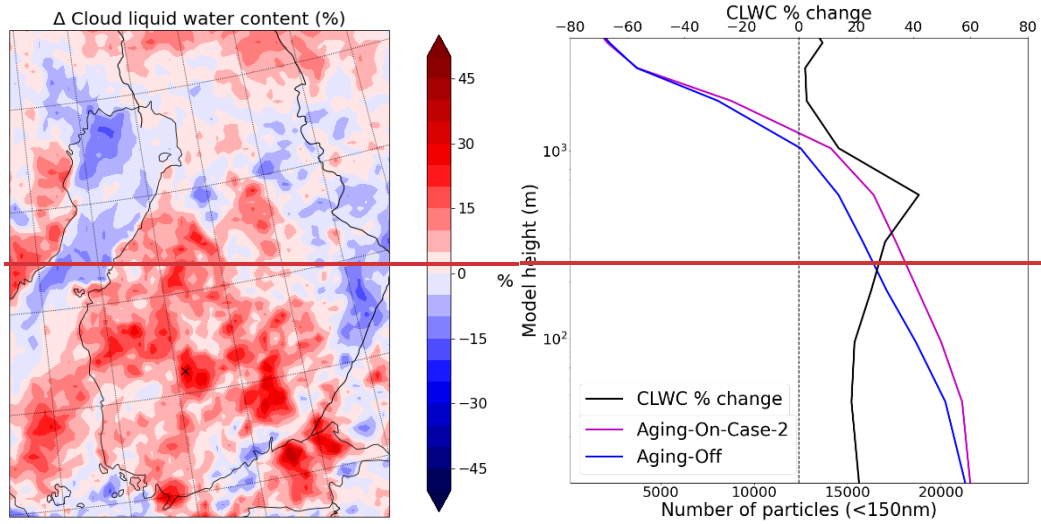 Δ Cloud liquid water content (%)
45
30
15
0
−15
−30
−45
%
CLWC % change
−80 −60 −40 −20 0 20 40 60 80
Model height (m)
10³
10²
CLWC % change
Aging-On-Case-2
Aging-Off
5000 10000 15000 20000
Number of particles (<150nm)